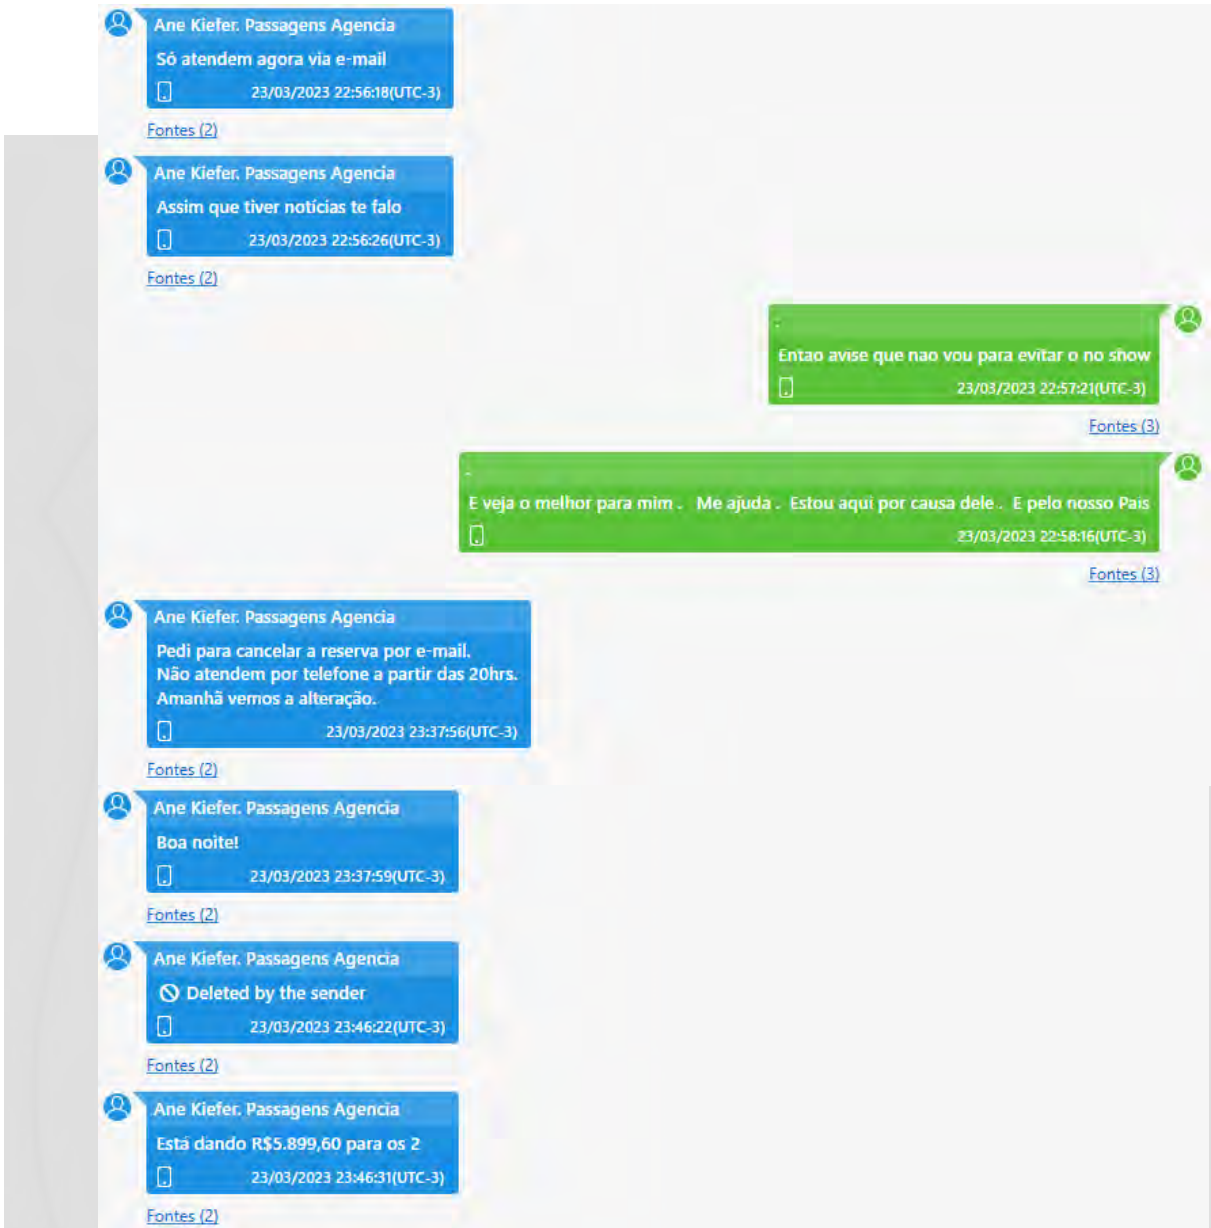 Ane Kiefer. Passagens Agencia
Só atendem agora via e-mail
23/03/2023 22:56:18(UTC-3)
Fontes (2)
Ane Kiefer. Passagens Agencia
Assim que tiver notícias te falo
23/03/2023 22:56:26(UTC-3)
Fontes (2)
.
Entao avise que nao vou para evitar o no show
23/03/2023 22:57:21(UTC-3)
Fontes (3)
.
E veja o melhor para mim . Me ajuda . Estou aqui por causa dele . E pelo nosso Pais
23/03/2023 22:58:16(UTC-3)
Fontes (3)
Ane Kiefer. Passagens Agencia
Pedi para cancelar a reserva por e-mail.
Não atendem por telefone a partir das 20hrs.
Amanhã vemos a alteração.
23/03/2023 23:37:56(UTC-3)
Fontes (2)
Ane Kiefer. Passagens Agencia
Boa noite!
23/03/2023 23:37:59(UTC-3)
Fontes (2)
Ane Kiefer. Passagens Agencia
Deleted by the sender
23/03/2023 23:46:22(UTC-3)
Fontes (2)
Ane Kiefer. Passagens Agencia
Está dando R$5.899,60 para os 2
23/03/2023 23:46:31(UTC-3)
Fontes (2)